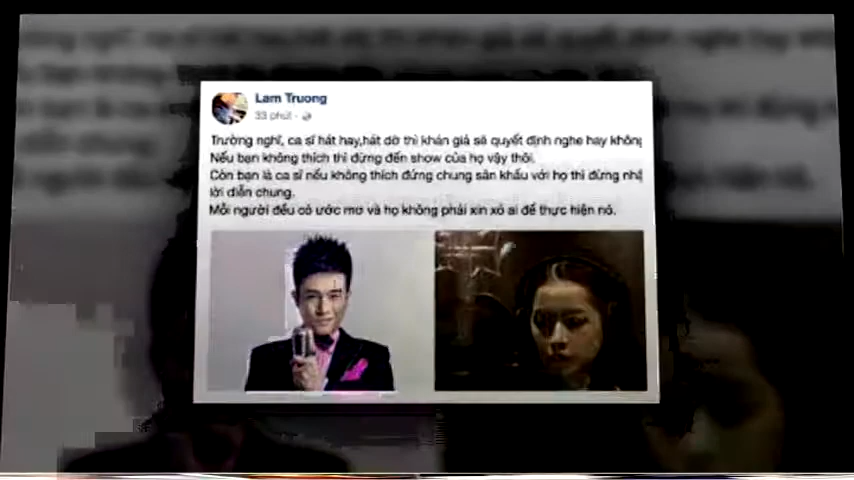 Lam Truong
33 phút
Trường nghĩ, ca sĩ hát hay,hát dở thì khán giả sẽ quyết định nghe hay không
Nếu bạn không thích thì đừng đến show của họ vậy thôi.
Còn bạn là ca sĩ nếu không thích đứng chung sân khấu với họ thì đừng nhậ
lời diễn chung.
Mỗi người đều có ước mơ và họ không phải xin xỏ ai để thực hiện nó.